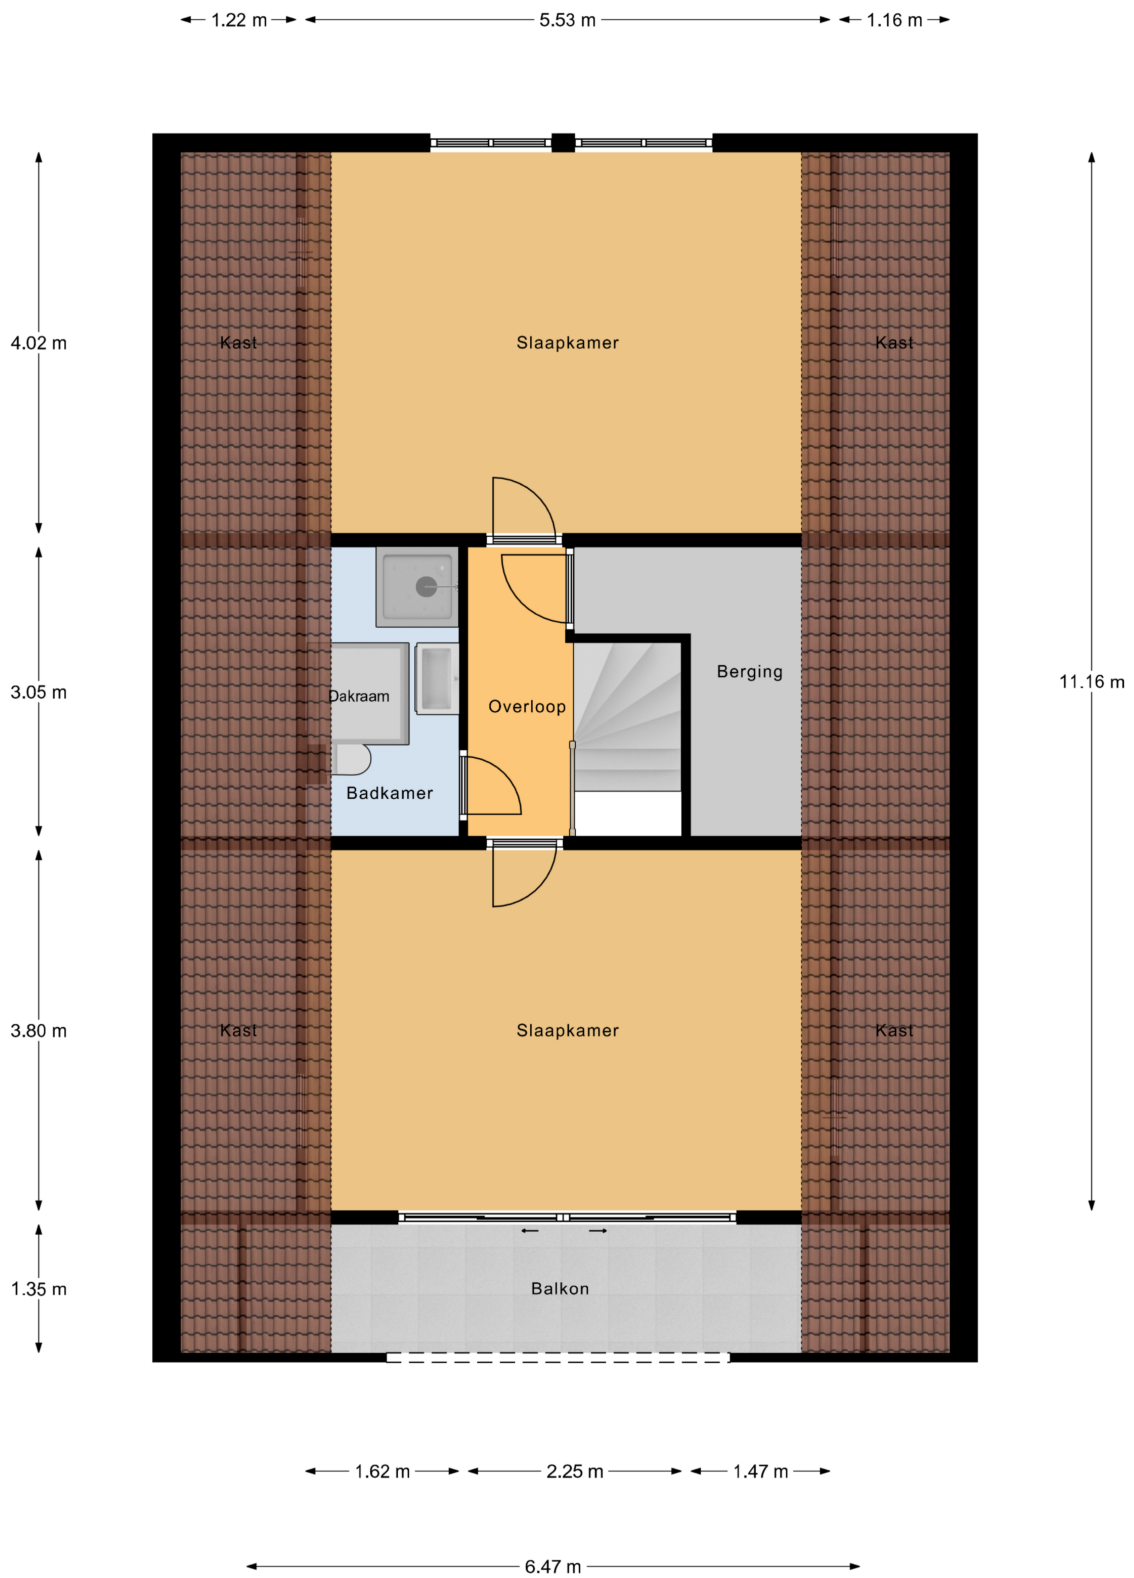 1.22 m 5.53 m 1.16 m
4.02 m
Kast Slaapkamer Kast
3.05 m
Dakraam
Overloop
Berging
Badkamer
11.16 m
3.80 m
Kast Slaapkamer Kast
1.35 m
Balkon
1.62 m 2.25 m 1.47 m
6.47 m